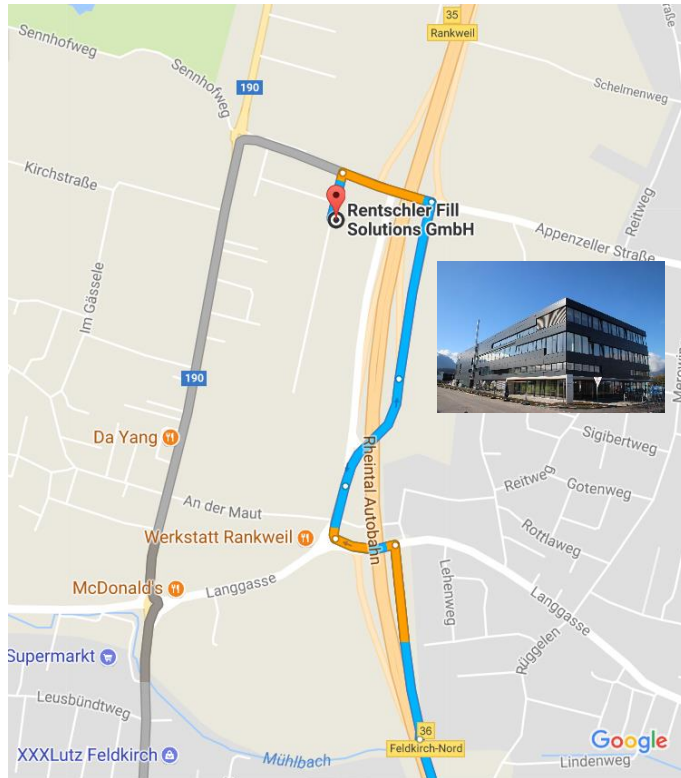 35
Rankweil
Sennhofweg
Sennhofweg
190
Schelmenweg
Kirchstraße
Reitweg
Rentschler Fill
Solutions GmbH
Appenzeller Straße
Im Gässele
190
Merowin
Da Yang
Sigibertweg
Rheintal Autobahn
Reitweg
Gotenweg
An der Maut
Rottlaweg
Werkstatt Rankweil
McDonald's
Langgasse
Lehenweg
Langgasse
Rüggelen
Supermarkt
Leusbündtweg
36
Feldkirch-Nord
Google
XXXLutz Feldkirch
Mühlbach
Lindenweg